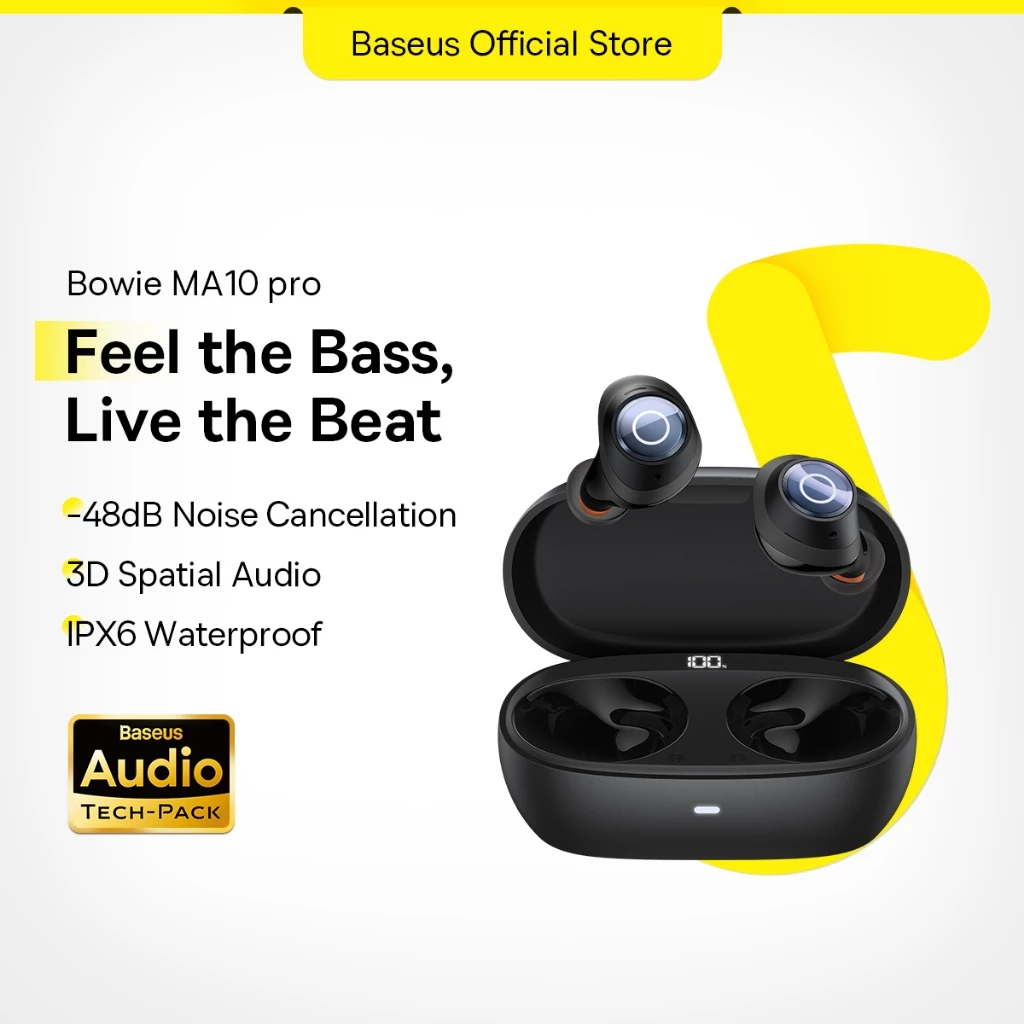 Baseus Official Store
Bowie MA10 pro
Feel the Bass,
Live the Beat
-48dB Noise Cancellation
3D Spatial Audio
IPX6 Waterproof
Baseus
Audio
TECH-PACK
100%